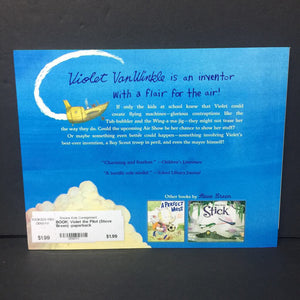 Violet VanWinkle is an inventor
with a flair for the air!
If only the kids at school knew that Violet could
create flying machines—glorious contraptions like the
Tub-bubbler and the Wing-a-ma-jig—they might not tease her
the way they do. Could the upcoming Air Show be her chance to show her stuff?
Or maybe something even better could happen—something involving Violet's
best-ever invention, a Boy Scout troop in peril, and even the mayor himself!
"Charming and fearless." —Children's Literature
"A terrific role model." —School Library Journal
Other books by Steve Breen
A PERFECT
MESS
Stick
BOOK: Violet the Pilot (Steve
Breen) -paperback
$1.99
$1.99